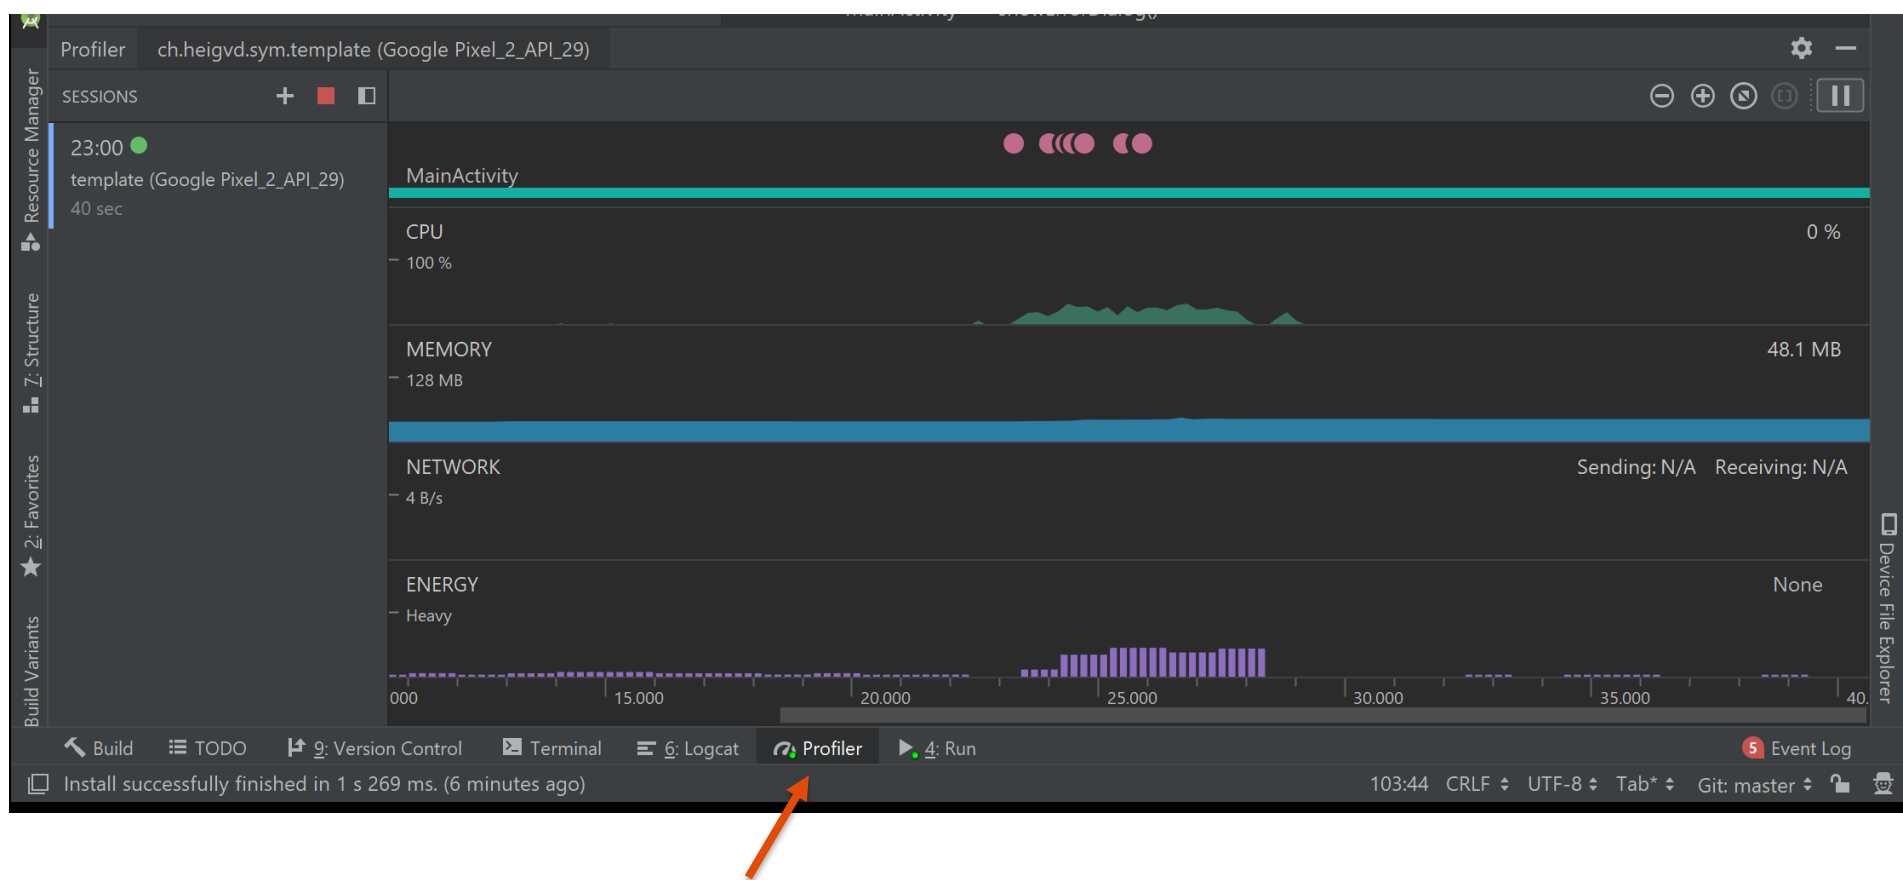 MainActivity showErrorDialog()
Profiler ch.heigvd.sym.template (Google Pixel_2_API_29)
SESSIONS
23:00
template (Google Pixel_2_API_29)
40 sec
MainActivity
CPU 0 %
100 %
MEMORY 48.1 MB
128 MB
NETWORK Sending: N/A Receiving: N/A
4 B/s
ENERGY None
Heavy
000 15.000 20.000 25.000 30.000 35.000 40.
Resource Manager
7: Structure
2: Favorites
Build Variants
Device File Explorer
Build TODO 9: Version Control Terminal 6: Logcat Profiler 4: Run 5 Event Log
Install successfully finished in 1 s 269 ms. (6 minutes ago) 103:44 CRLF UTF-8 Tab* Git: master